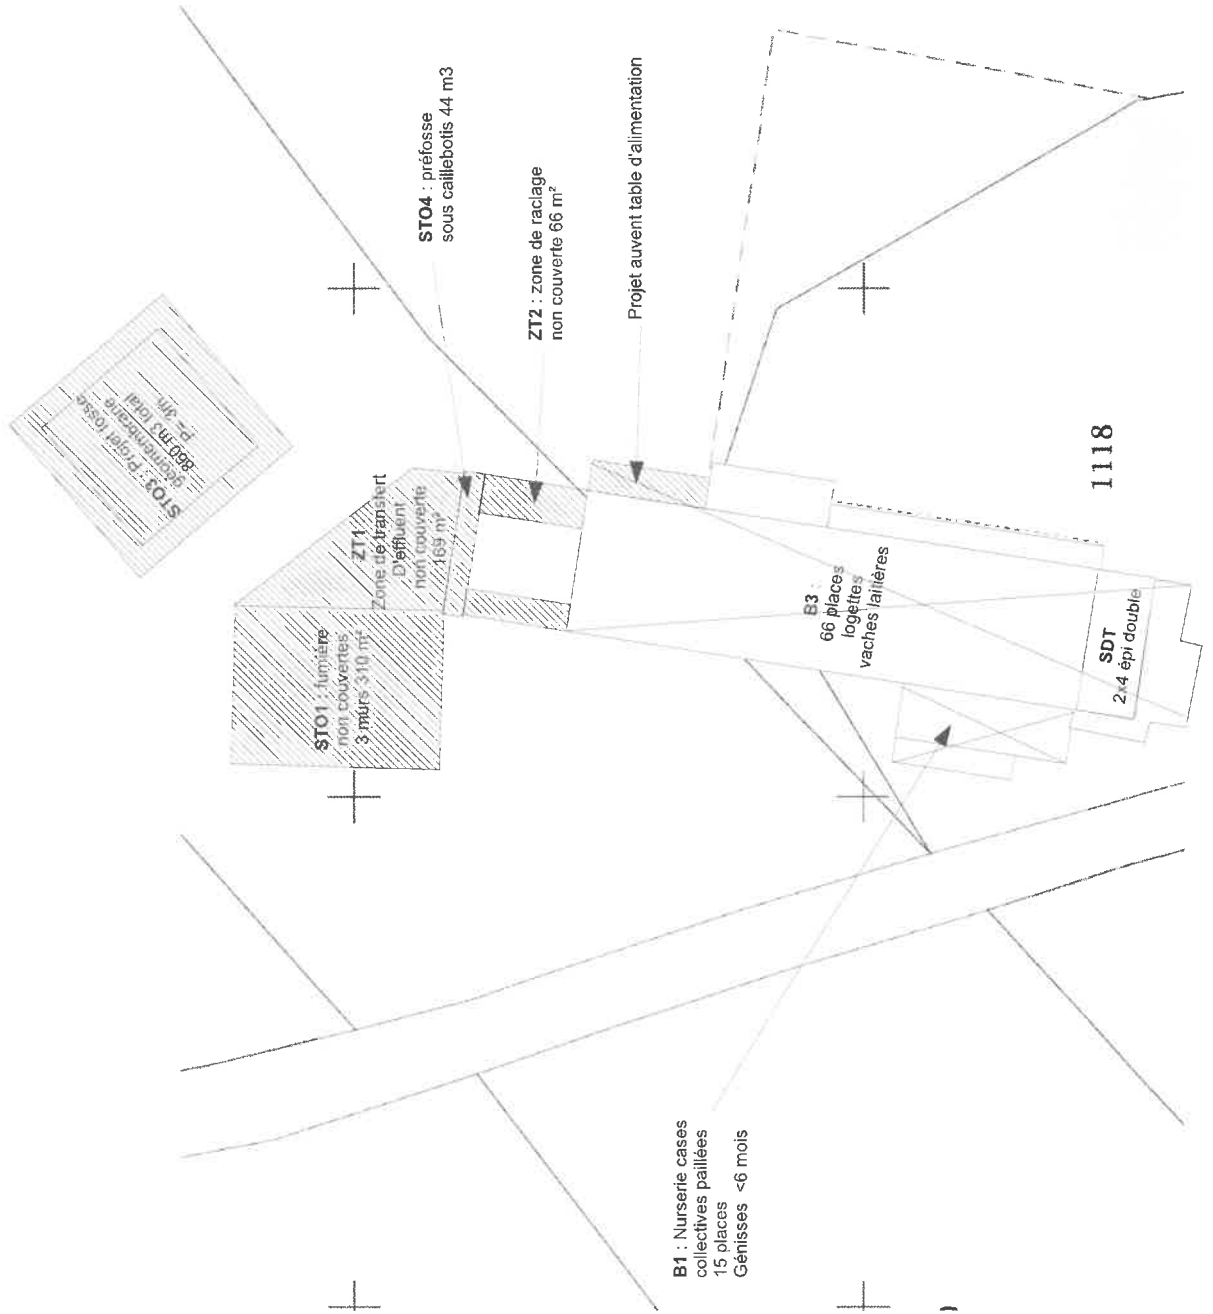 STO3 : Projet fosse
géomembrane
860 m3 total
P= 3m
ZT1
Zone de transfert
D'effluent
non couverte
169 m²
STO1 : fumière
non couvertes
3 murs 310 m²
STO4 : préfosse
sous caillebotis 44 m3
ZT2 : zone de raclage
non couverte 66 m²
Projet auvent table d'alimentation
B3 :
66 places
logettes
vaches laitières
SDT
2x4 épi double
1118
B1 : Nurserie cases
collectives paillées
15 places
Génisses <6 mois